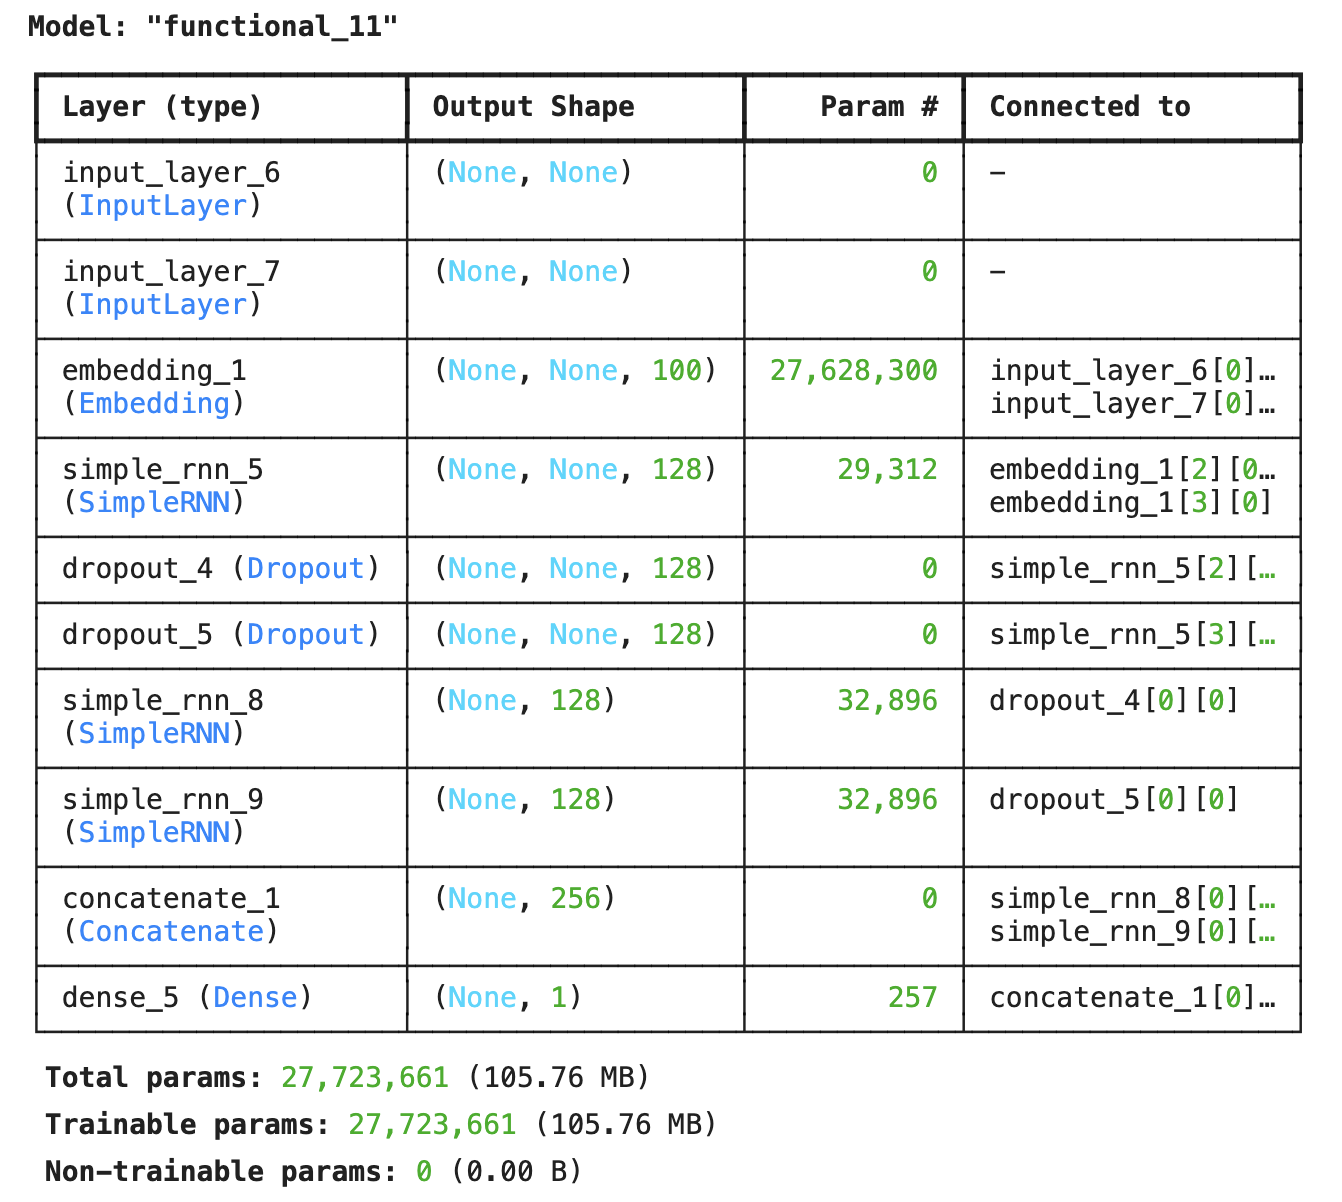 Model: "functional_11"
Layer (type) Output Shape Param # Connected to
input_layer_6 (None, None) 0 –
(InputLayer)
input_layer_7 (None, None) 0 –
(InputLayer)
embedding_1 (None, None, 100) 27,628,300 input_layer_6[0]…
(Embedding) input_layer_7[0]…
simple_rnn_5 (None, None, 128) 29,312 embedding_1[2][0…
(SimpleRNN) embedding_1[3][0]
dropout_4 (Dropout) (None, None, 128) 0 simple_rnn_5[2][…
dropout_5 (Dropout) (None, None, 128) 0 simple_rnn_5[3][…
simple_rnn_8 (None, 128) 32,896 dropout_4[0][0]
(SimpleRNN)
simple_rnn_9 (None, 128) 32,896 dropout_5[0][0]
(SimpleRNN)
concatenate_1 (None, 256) 0 simple_rnn_8[0][…
(Concatenate) simple_rnn_9[0][…
dense_5 (Dense) (None, 1) 257 concatenate_1[0]…
Total params: 27,723,661 (105.76 MB)
Trainable params: 27,723,661 (105.76 MB)
Non-trainable params: 0 (0.00 B)